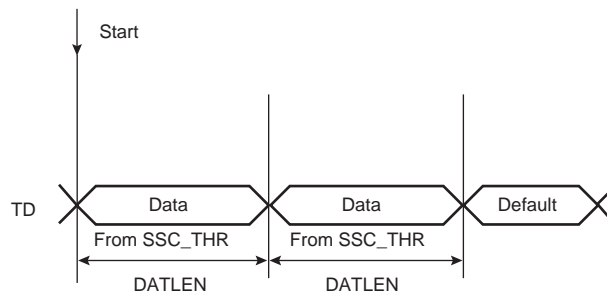 Start
TD
Data
Data
Default
From SSC_THR
From SSC_THR
DATLEN
DATLEN